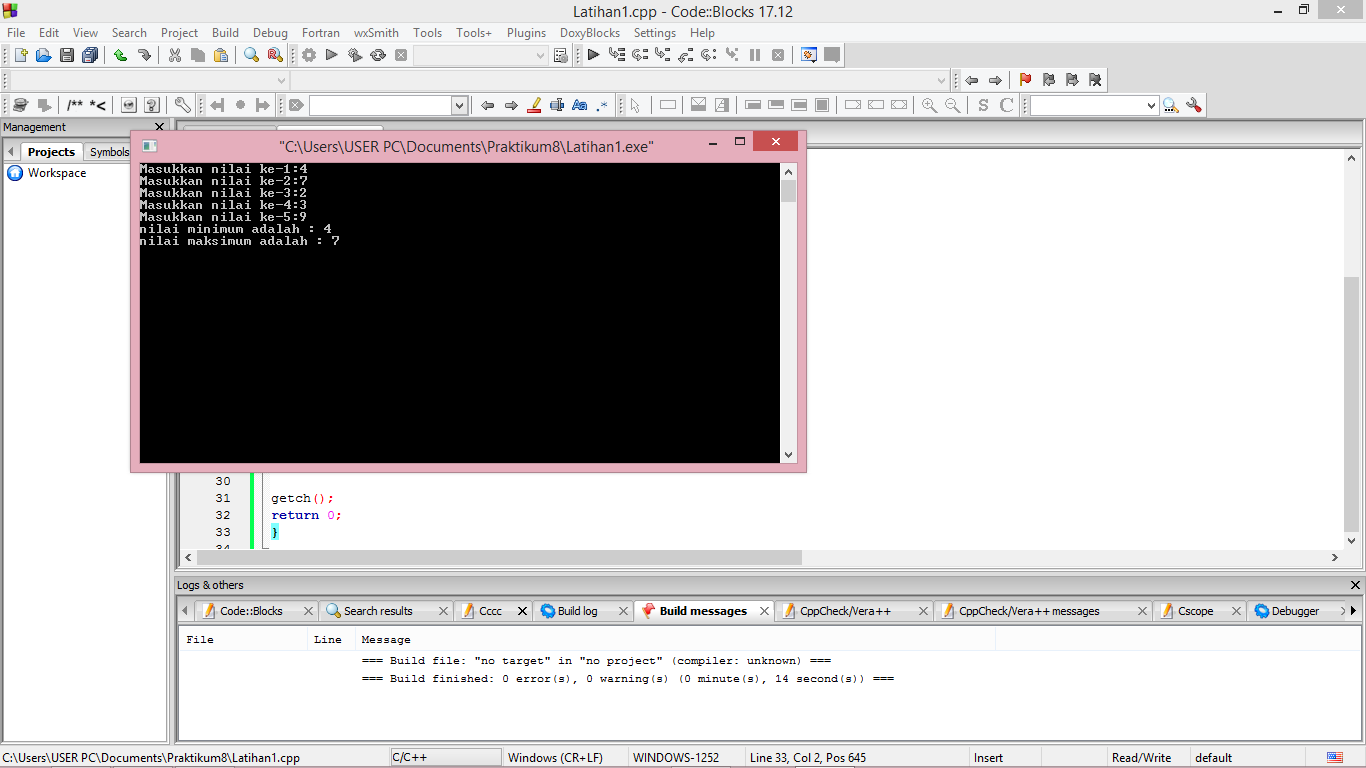 Latihan1.cpp - Code::Blocks 17.12
File Edit View Search Project Build Debug Fortran wxSmith Tools Tools+ Plugins DoxyBlocks Settings Help
/** *<
Management
Projects Symbols
Workspace
"C:\Users\USER PC\Documents\Praktikum8\Latihan1.exe"
Masukkan nilai ke-1:4
Masukkan nilai ke-2:7
Masukkan nilai ke-3:2
Masukkan nilai ke-4:3
Masukkan nilai ke-5:9
nilai minimum adalah : 4
nilai maksimum adalah : 7
30
31 getch();
32 return 0;
33 }
34
Logs & others
Code::Blocks Search results Cccc Build log Build messages CppCheck/Vera++ CppCheck/Vera++ messages Cscope Debugger
File Line Message
=== Build file: "no target" in "no project" (compiler: unknown) ===
=== Build finished: 0 error(s), 0 warning(s) (0 minute(s), 14 second(s)) ===
C:\Users\USER PC\Documents\Praktikum8\Latihan1.cpp C/C++ Windows (CR+LF) WINDOWS-1252 Line 33, Col 2, Pos 645 Insert Read/Write default